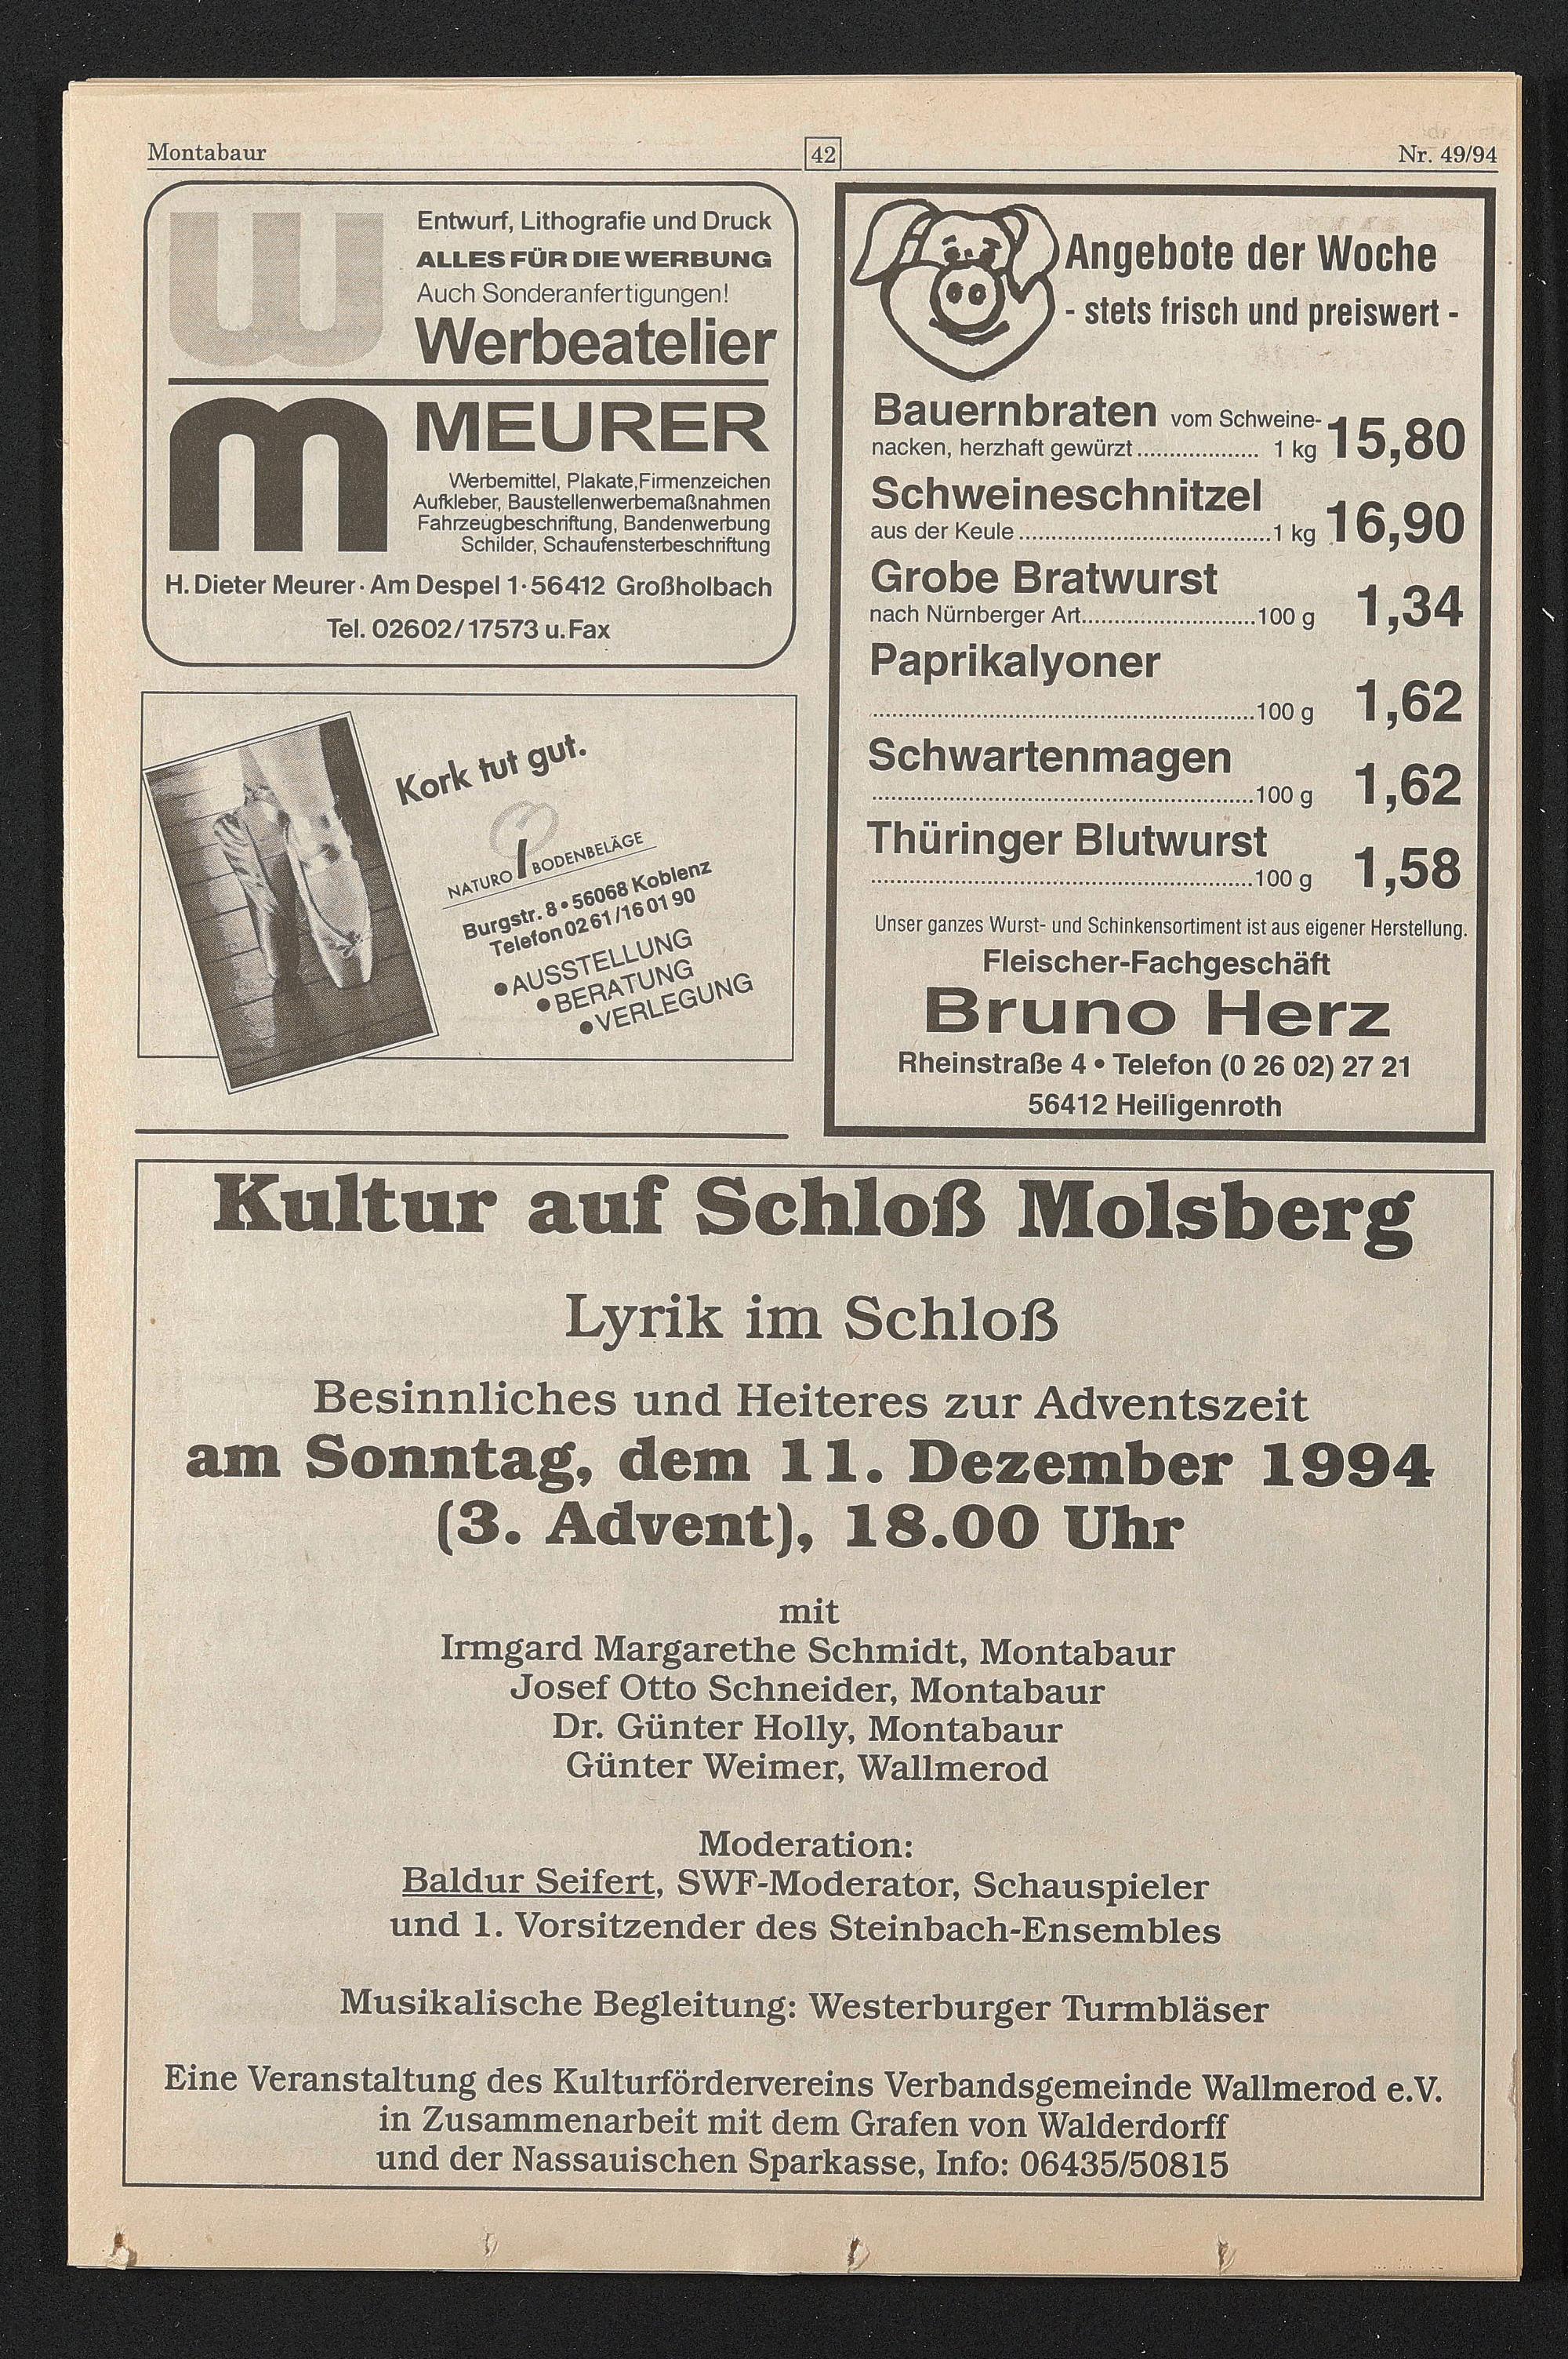 Montabaur
42
Nr. 49/94
w
Entwurf, Lithografie und Druck
ALLES FÜR DIE WERBUNG
Auch Sonderanfertigungen!
Werbeatelier
m
MEURER
Werbemittel, Plakate,Firmenzeichen
Aufkleber, Baustellenwerbemaßnahmen
Fahrzeugbeschriftung, Bandenwerbung
Schilder, Schaufensterbeschriftung
H. Dieter Meurer · Am Despel 1 · 56412 Großholbach
Tel. 02602/17573 u. Fax
Kork tut gut.
NATURO BODENBELÄGE
Burgstr. 8 • 56068 Koblenz
Telefon 02 61 /16 01 90
● AUSSTELLUNG
● BERATUNG
● VERLEGUNG
Angebote der Woche
- stets frisch und preiswert -
Bauernbraten vom Schweine-
nacken, herzhaft gewürzt ................... 1 kg 15,80
Schweineschnitzel
aus der Keule ........................................1 kg 16,90
Grobe Bratwurst
nach Nürnberger Art............................100 g 1,34
Paprikalyoner
.............................................................100 g 1,62
Schwartenmagen
.............................................................100 g 1,62
Thüringer Blutwurst
.............................................................100 g 1,58
Unser ganzes Wurst- und Schinkensortiment ist aus eigener Herstellung.
Fleischer-Fachgeschäft
Bruno Herz
Rheinstraße 4 • Telefon (0 26 02) 27 21
56412 Heiligenroth
Kultur auf Schloß Molsberg
Lyrik im Schloß
Besinnliches und Heiteres zur Adventszeit
am Sonntag, dem 11. Dezember 1994
(3. Advent), 18.00 Uhr
mit
Irmgard Margarethe Schmidt, Montabaur
Josef Otto Schneider, Montabaur
Dr. Günter Holly, Montabaur
Günter Weimer, Wallmerod
Moderation:
Baldur Seifert, SWF-Moderator, Schauspieler
und 1. Vorsitzender des Steinbach-Ensembles
Musikalische Begleitung: Westerburger Turmbläser
Eine Veranstaltung des Kulturfördervereins Verbandsgemeinde Wallmerod e.V.
in Zusammenarbeit mit dem Grafen von Walderdorff
und der Nassauischen Sparkasse, Info: 06435/50815